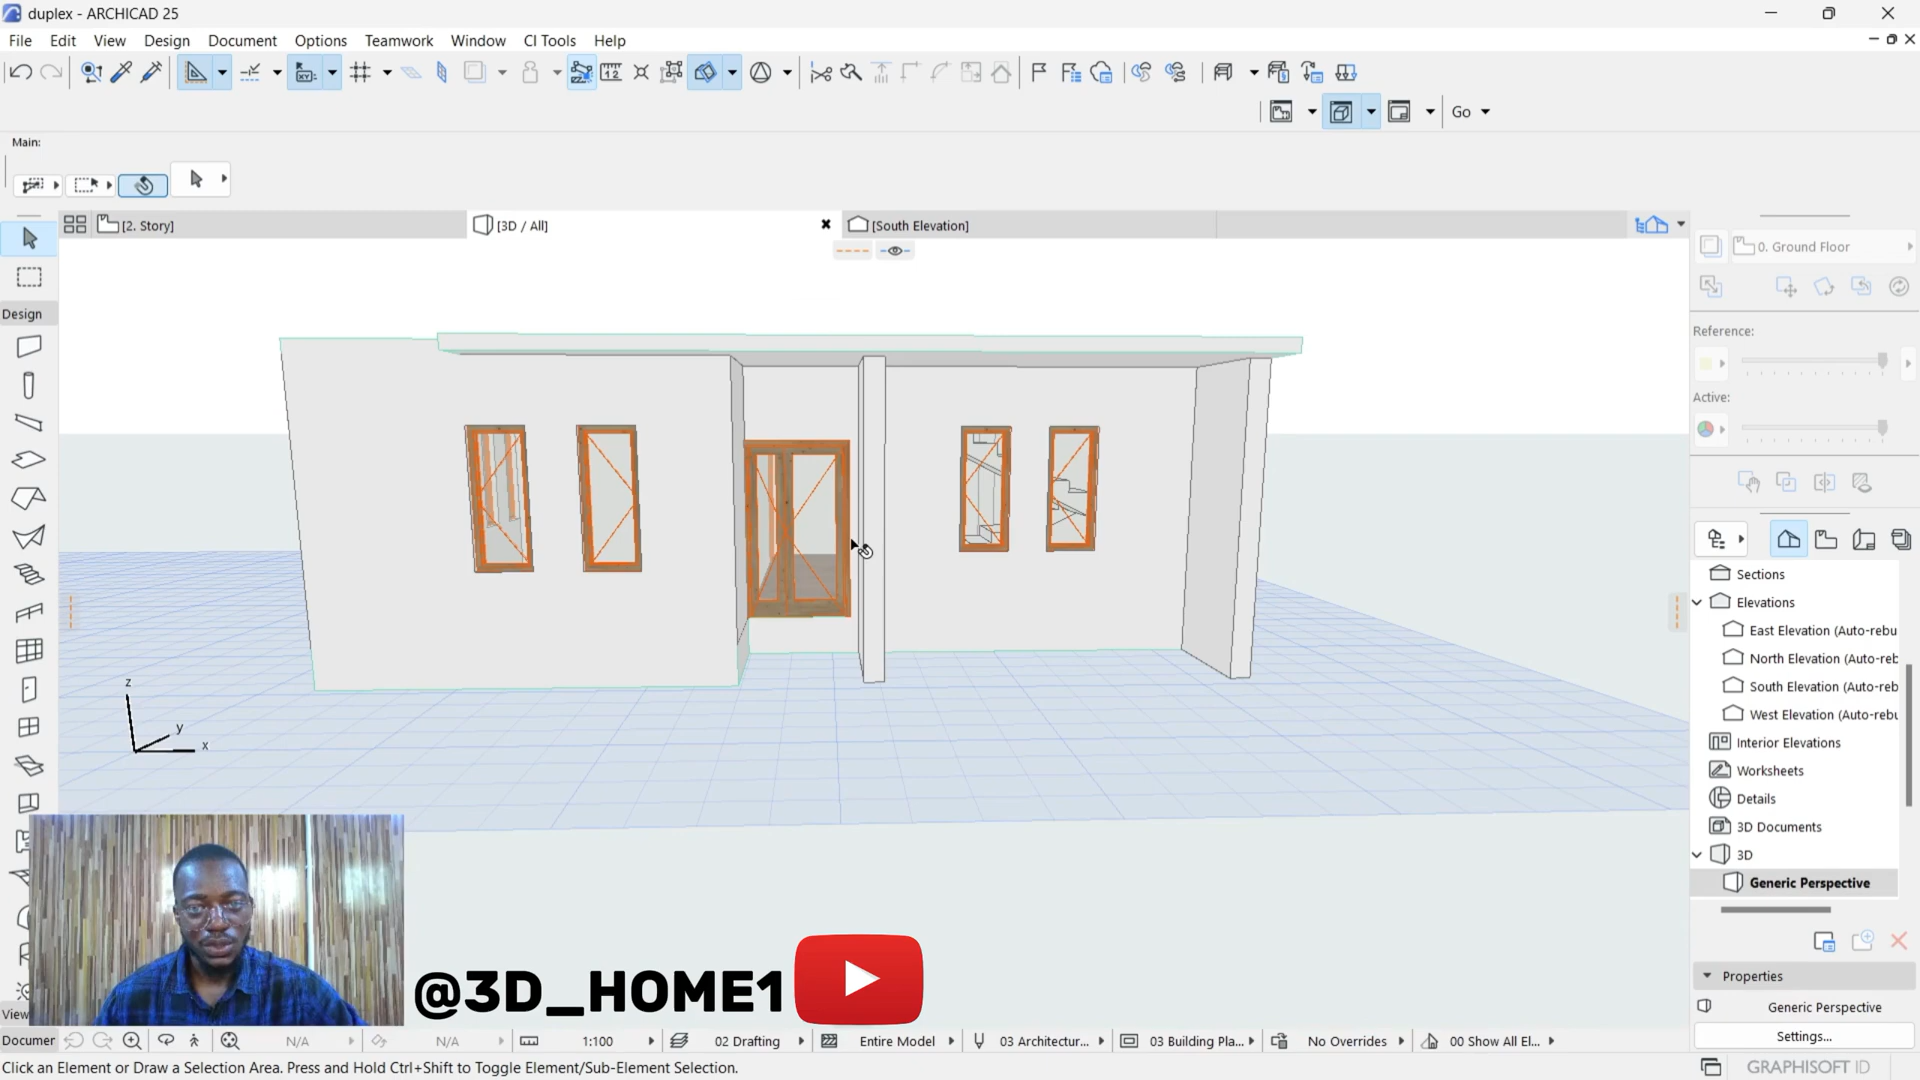 duplex - ARCHICAD 25
File Edit View Design Document Options Teamwork Window CI Tools Help
Go
Main:
[2. Story]
[3D / All]
[South Elevation]
0. Ground Floor
Design
Reference:
Active:
Sections
Elevations
East Elevation (Auto-rebu
North Elevation (Auto-reb
South Elevation (Auto-reb
West Elevation (Auto-rebu
Interior Elevations
Worksheets
Details
3D Documents
3D
Generic Perspective
z
y
x
@3D_HOME1
Properties
Generic Perspective
Settings...
View
Documer
N/A
N/A
1:100
02 Drafting
Entire Model
03 Architectur...
03 Building Pla...
No Overrides
00 Show All El...
Click an Element or Draw a Selection Area. Press and Hold Ctrl+Shift to Toggle Element/Sub-Element Selection.
GRAPHISOFT ID